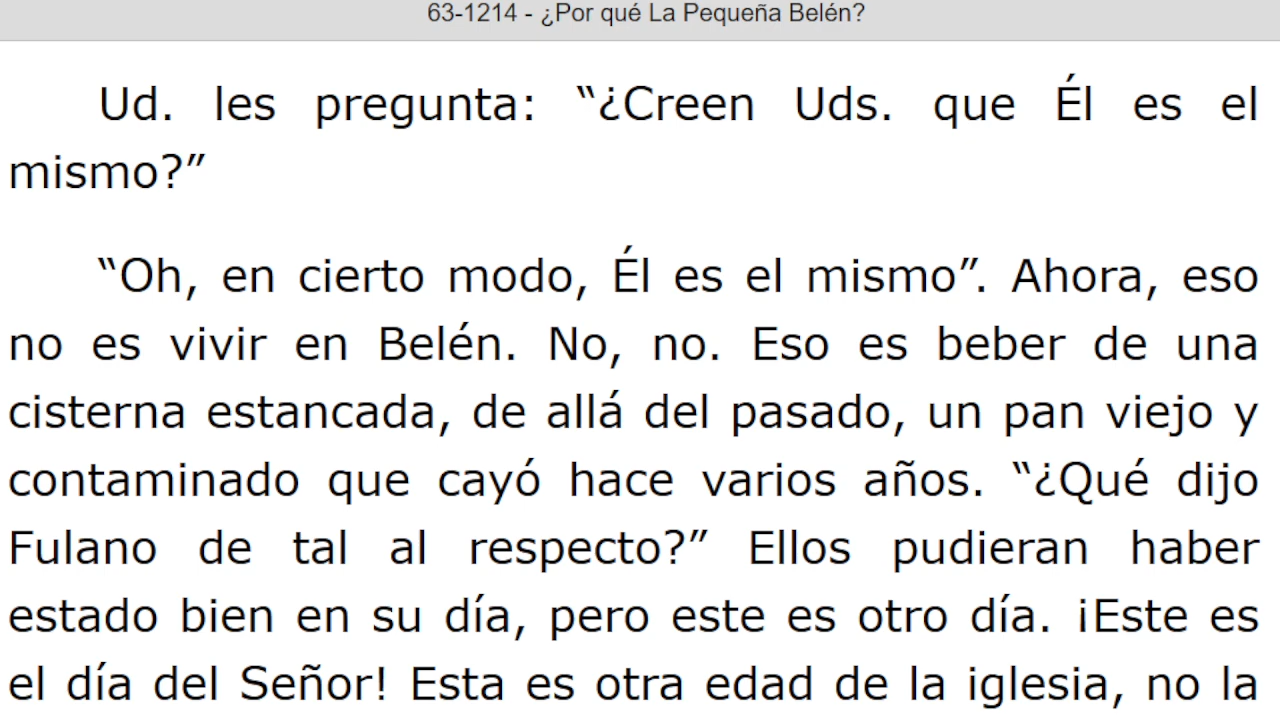 63-1214 - ¿Por qué La Pequeña Belén?
Ud. les pregunta: “¿Creen Uds. que Él es el
mismo?”
“Oh, en cierto modo, Él es el mismo”. Ahora, eso
no es vivir en Belén. No, no. Eso es beber de una
cisterna estancada, de allá del pasado, un pan viejo y
contaminado que cayó hace varios años. “¿Qué dijo
Fulano de tal al respecto?” Ellos pudieran haber
estado bien en su día, pero este es otro día. ¡Este es
el día del Señor! Esta es otra edad de la iglesia, no la